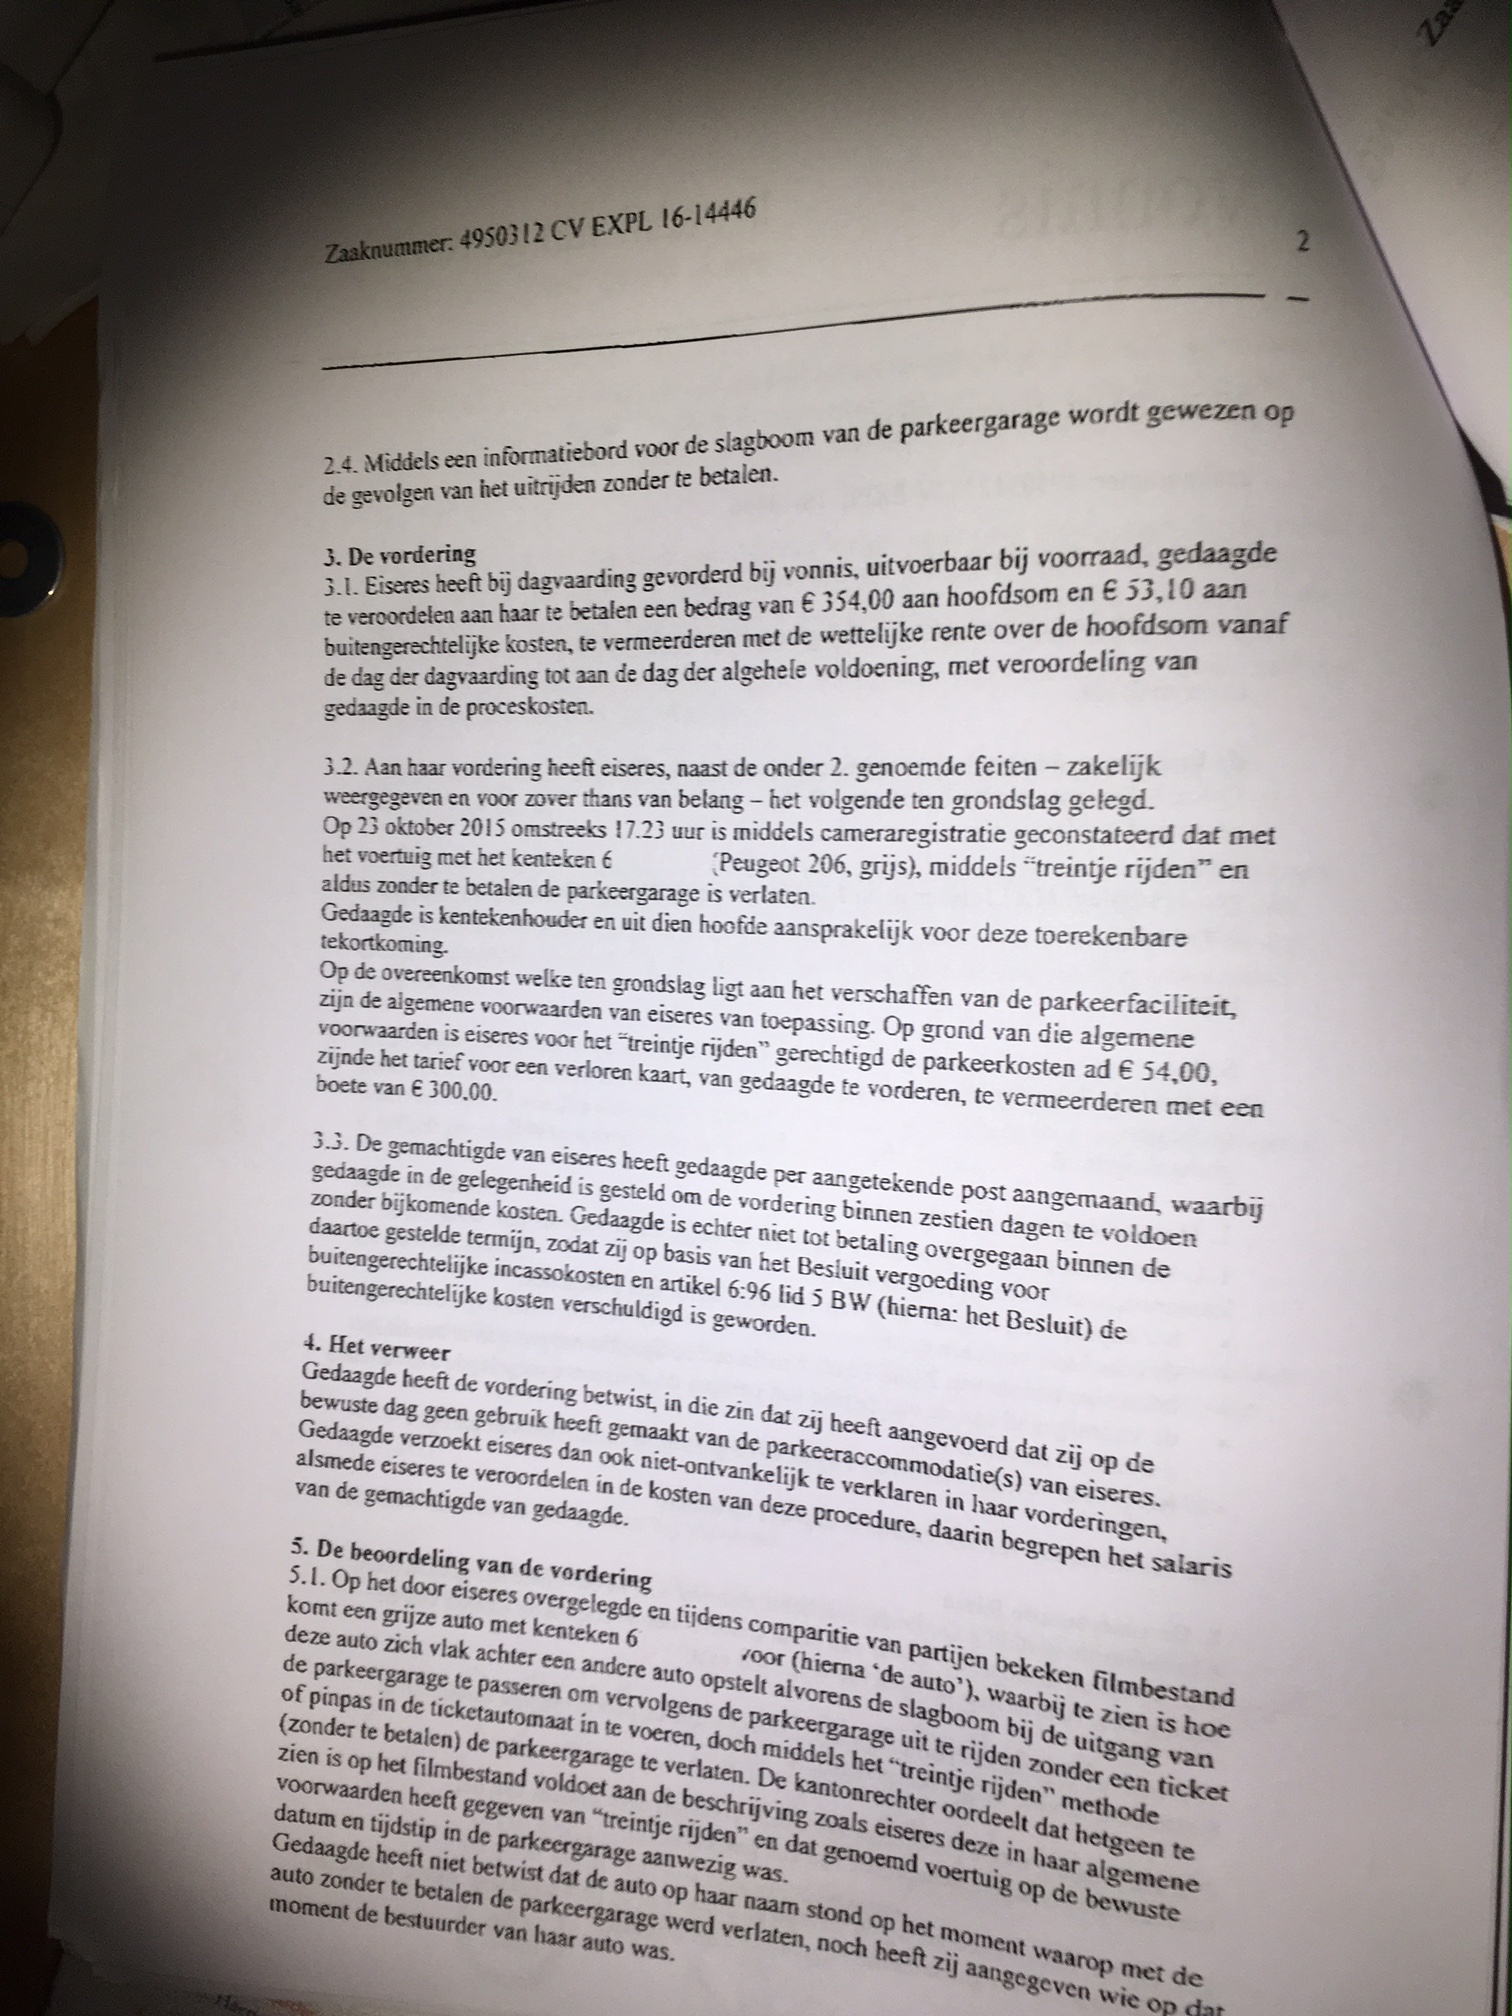 Zaaknummer: 4950312 CV EXPL 16-14446
2
2.4. Middels een informatiebord voor de slagboom van de parkeergarage wordt gewezen op
de gevolgen van het uitrijden zonder te betalen.
3. De vordering
3.1. Eiseres heeft bij dagvaarding gevorderd bij vonnis, uitvoerbaar bij voorraad, gedaagde
te veroordelen aan haar te betalen een bedrag van € 354,00 aan hoofdsom en € 53,10 aan
buitengerechtelijke kosten, te vermeerderen met de wettelijke rente over de hoofdsom vanaf
de dag der dagvaarding tot aan de dag der algehele voldoening, met veroordeling van
gedaagde in de proceskosten.
3.2. Aan haar vordering heeft eiseres, naast de onder 2. genoemde feiten – zakelijk
weergegeven en voor zover thans van belang – het volgende ten grondslag gelegd.
Op 23 oktober 2015 omstreeks 17.23 uur is middels cameraregistratie geconstateerd dat met
het voertuig met het kenteken 6 (Peugeot 206, grijs), middels “treintje rijden” en
aldus zonder te betalen de parkeergarage is verlaten.
Gedaagde is kentekenhouder en uit dien hoofde aansprakelijk voor deze toerekenbare
tekortkoming.
Op de overeenkomst welke ten grondslag ligt aan het verschaffen van de parkeerfaciliteit,
zijn de algemene voorwaarden van eiseres van toepassing. Op grond van die algemene
voorwaarden is eiseres voor het “treintje rijden” gerechtigd de parkeerkosten ad € 54,00,
zijnde het tarief voor een verloren kaart, van gedaagde te vorderen, te vermeerderen met een
boete van € 300,00.
3.3. De gemachtigde van eiseres heeft gedaagde per aangetekende post aangemaand, waarbij
gedaagde in de gelegenheid is gesteld om de vordering binnen zestien dagen te voldoen
zonder bijkomende kosten. Gedaagde is echter niet tot betaling overgegaan binnen de
daartoe gestelde termijn, zodat zij op basis van het Besluit vergoeding voor
buitengerechtelijke incassokosten en artikel 6:96 lid 5 BW (hierna: het Besluit) de
buitengerechtelijke kosten verschuldigd is geworden.
4. Het verweer
Gedaagde heeft de vordering betwist, in die zin dat zij heeft aangevoerd dat zij op de
bewuste dag geen gebruik heeft gemaakt van de parkeeraccommodatie(s) van eiseres.
Gedaagde verzoekt eiseres dan ook niet-ontvankelijk te verklaren in haar vorderingen,
alsmede eiseres te veroordelen in de kosten van deze procedure, daarin begrepen het salaris
van de gemachtigde van gedaagde.
5. De beoordeling van de vordering
5.1. Op het door eiseres overgelegde en tijdens comparitie van partijen bekeken filmbestand
komt een grijze auto met kenteken 6 voor (hierna ‘de auto’), waarbij te zien is hoe
deze auto zich vlak achter een andere auto opstelt alvorens de slagboom bij de uitgang van
de parkeergarage te passeren om vervolgens de parkeergarage uit te rijden zonder een ticket
of pinpas in de ticketautomaat in te voeren, doch middels het “treintje rijden” methode
(zonder te betalen) de parkeergarage te verlaten. De kantonrechter oordeelt dat hetgeen te
zien is op het filmbestand voldoet aan de beschrijving zoals eiseres deze in haar algemene
voorwaarden heeft gegeven van “treintje rijden” en dat genoemd voertuig op de bewuste
datum en tijdstip in de parkeergarage aanwezig was.
Gedaagde heeft niet betwist dat de auto op haar naam stond op het moment waarop met de
auto zonder te betalen de parkeergarage werd verlaten, noch heeft zij aangegeven wie op dat
moment de bestuurder van haar auto was.